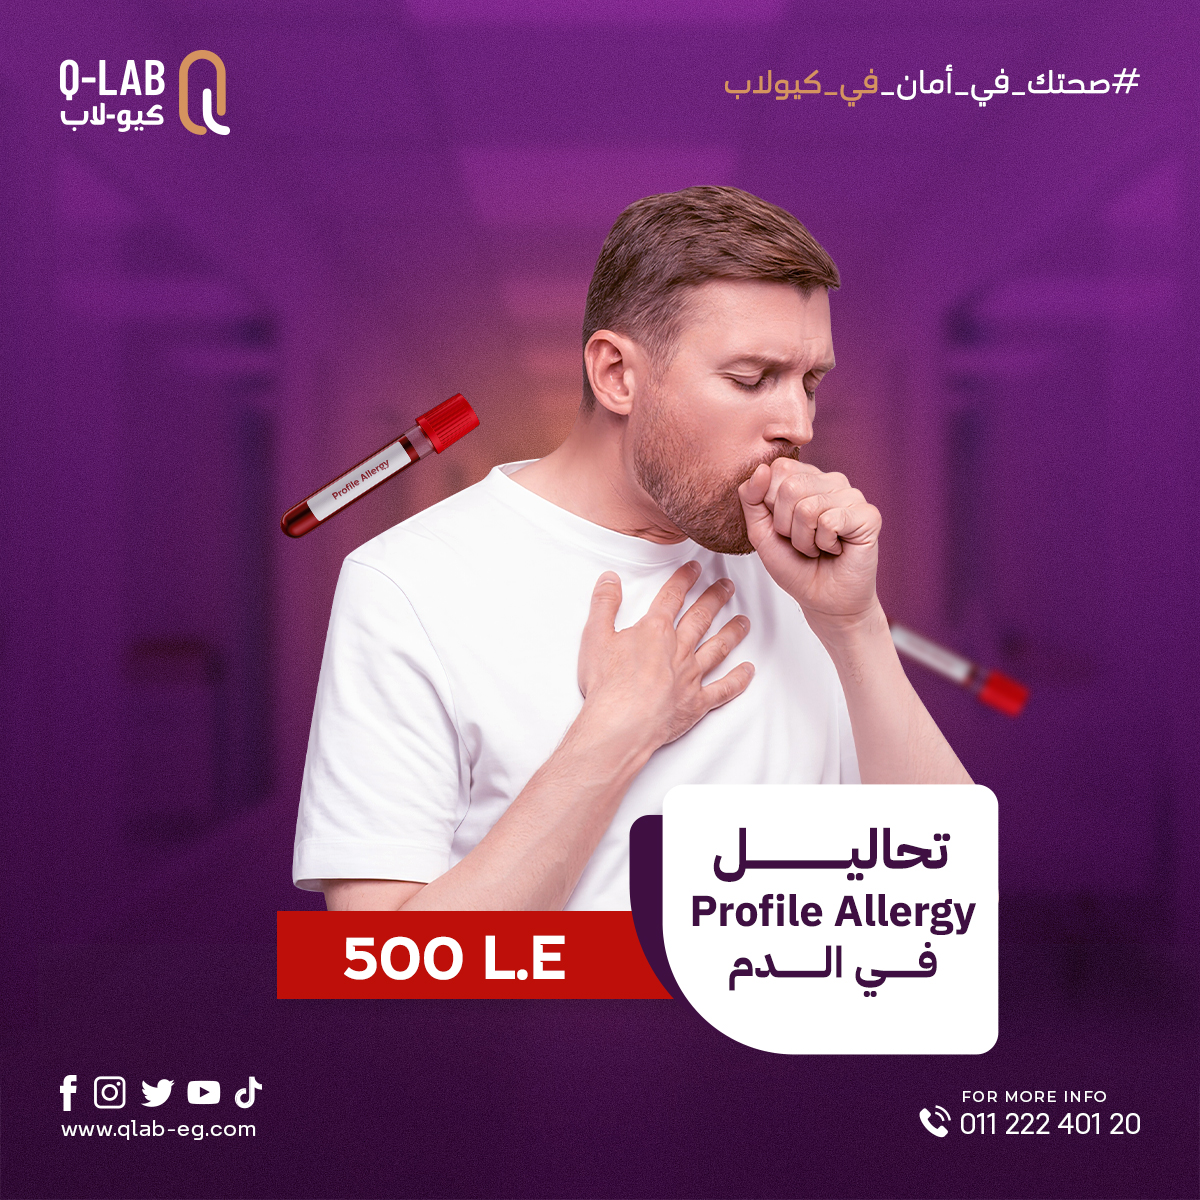 Q-LAB
كيو-لاب
#صحتك_في_أمان_في_كيولاب
Profile Allergy
تحاليـــــل
Profile Allergy
فـــي الـــدم
500 L.E
www.qlab-eg.com
FOR MORE INFO
011 222 401 20